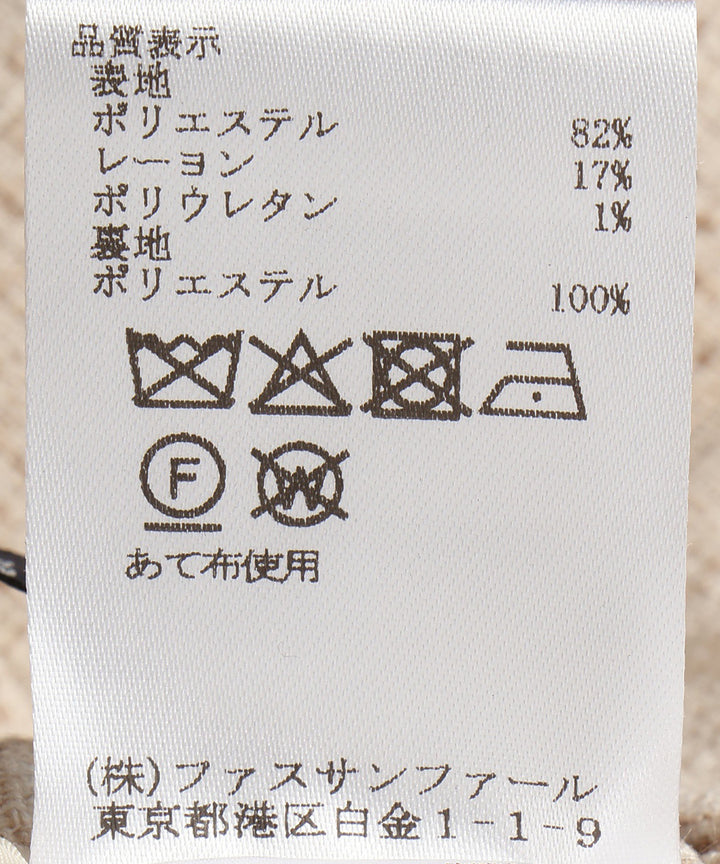 品質表示
表地
ポリエステル 82%
レーヨン 17%
ポリウレタン 1%
裏地
ポリエステル 100%
F W
あて布使用
(株)ファスサンファール
東京都港区白金1-1-9